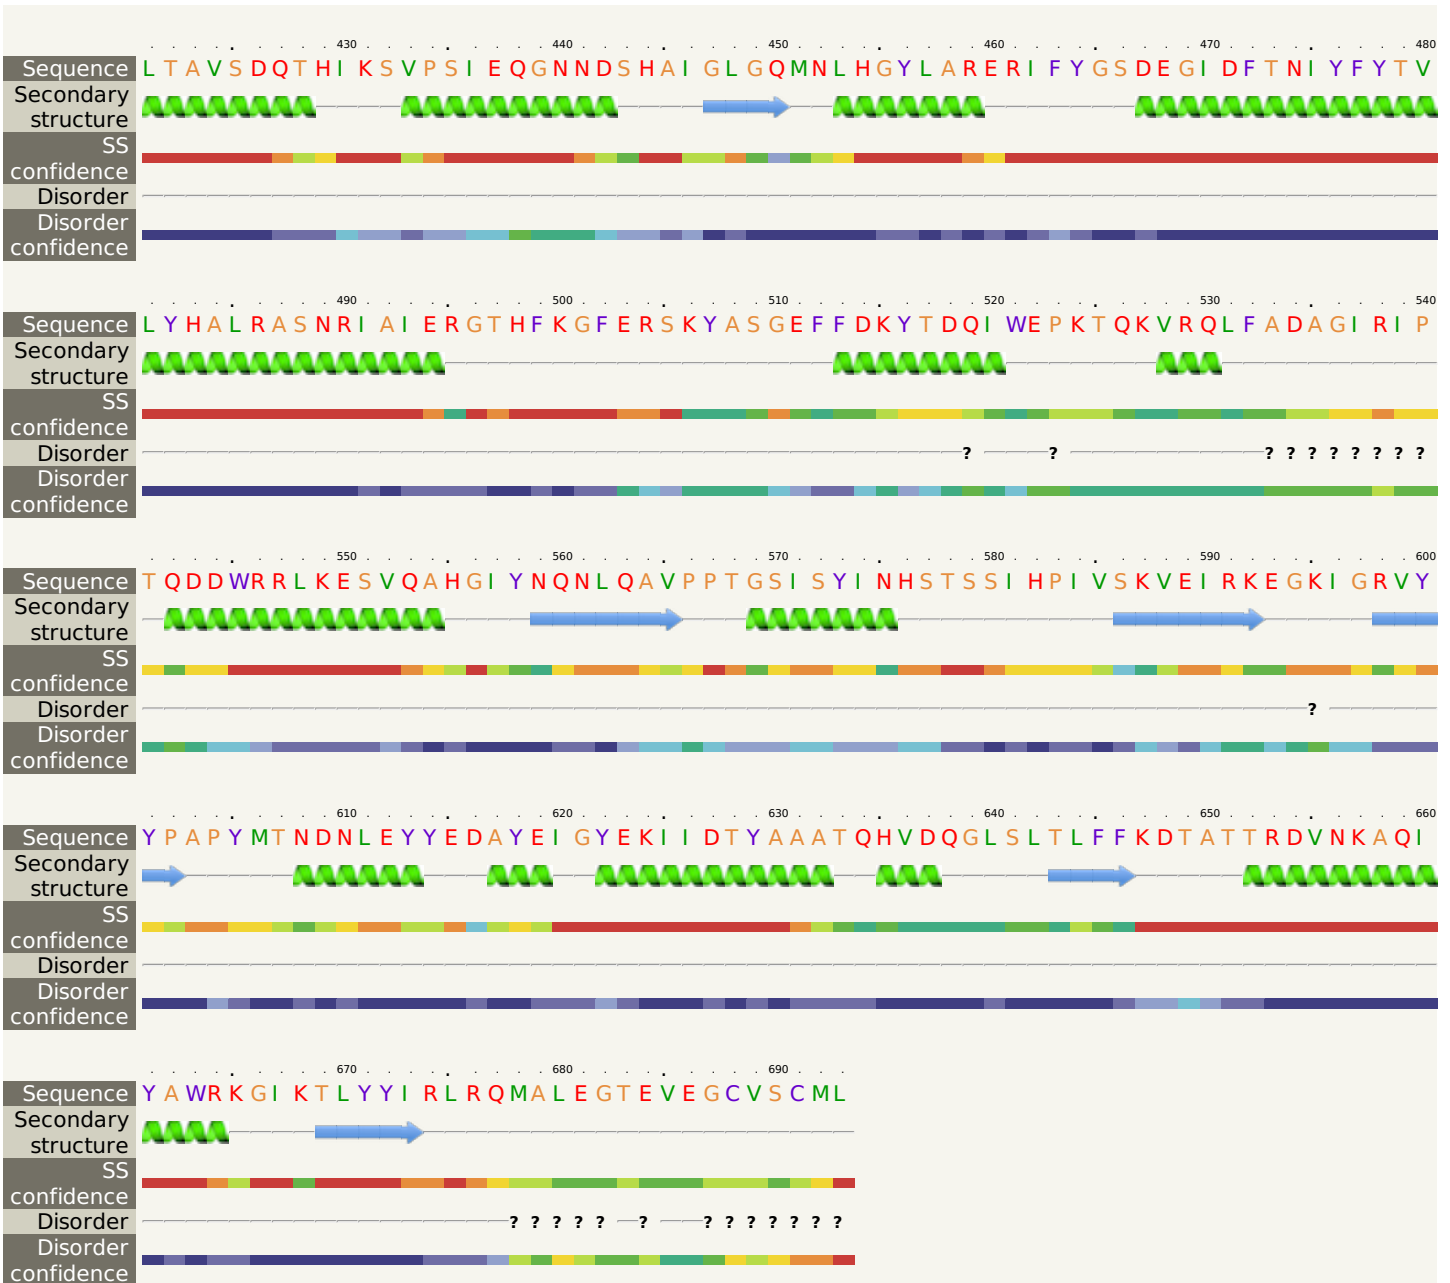 430 440 450 460 470 480
Sequence L T A V S D Q T H I K S V P S I E Q G N N D S H A I G L G Q M N L H G Y L A R E R I F Y G S D E G I D F T N I Y F Y T V
Secondary
structure
SS
confidence
Disorder
Disorder
confidence
490 500 510 520 530 540
Sequence L Y H A L R A S N R I A I E R G T H F K G F E R S K Y A S G E F F D K Y T D Q I W E P K T Q K V R Q L F A D A G I R I P
Secondary
structure
SS
confidence
Disorder ? ? ? ? ? ? ? ? ? ?
Disorder
confidence
550 560 570 580 590 600
Sequence T Q D D W R R L K E S V Q A H G I Y N Q N L Q A V P P T G S I S Y I N H S T S S I H P I V S K V E I R K E G K I G R V Y
Secondary
structure
SS
confidence
Disorder ?
Disorder
confidence
610 620 630 640 650 660
Sequence Y P A P Y M T N D N L E Y Y E D A Y E I G Y E K I I D T Y A A A T Q H V D Q G L S L T L F F K D T A T T R D V N K A Q I
Secondary
structure
SS
confidence
Disorder
Disorder
confidence
670 680 690
Sequence Y A W R K G I K T L Y Y I R L R Q M A L E G T E V E G C V S C M L
Secondary
structure
SS
confidence
Disorder ? ? ? ? ? ? ? ? ? ? ? ? ?
Disorder
confidence